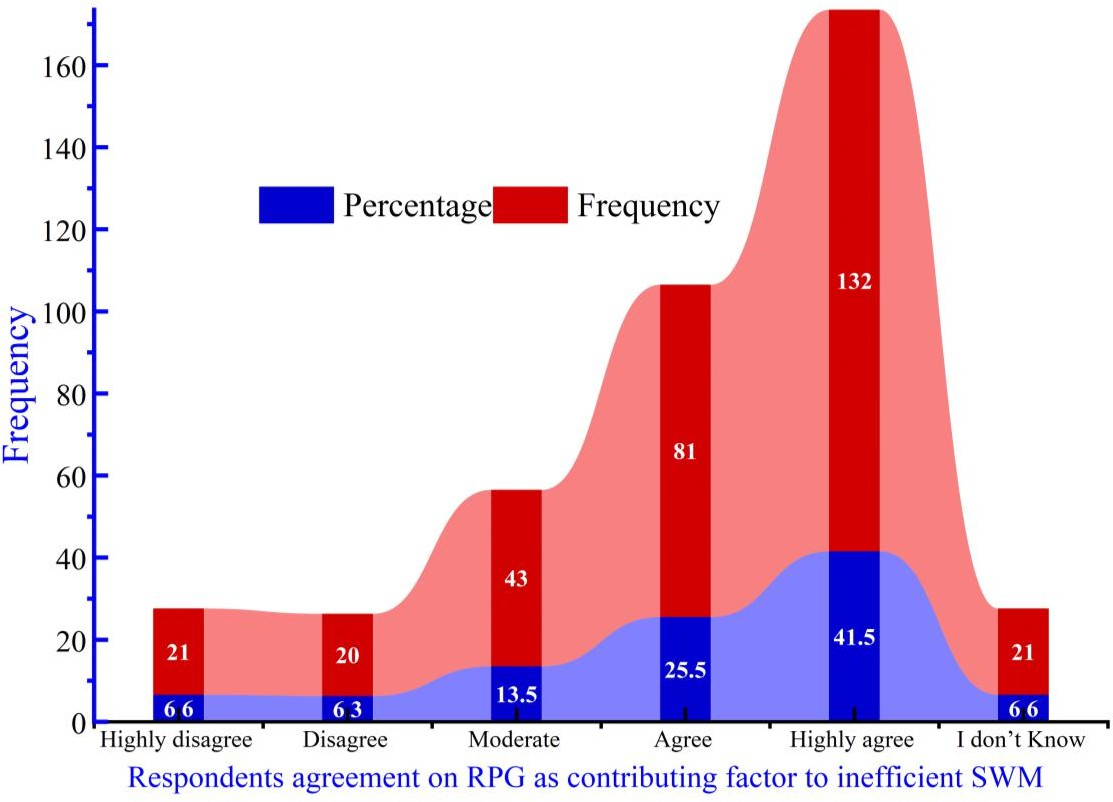 160
140
120
100
80
60
40
20
0
Frequency
Percentage
Frequency
21
20
43
81
132
21
6.6
6.3
13.5
25.5
41.5
6.6
Highly disagree
Disagree
Moderate
Agree
Highly agree
I don’t Know
Respondents agreement on RPG as contributing factor to inefficient SWM